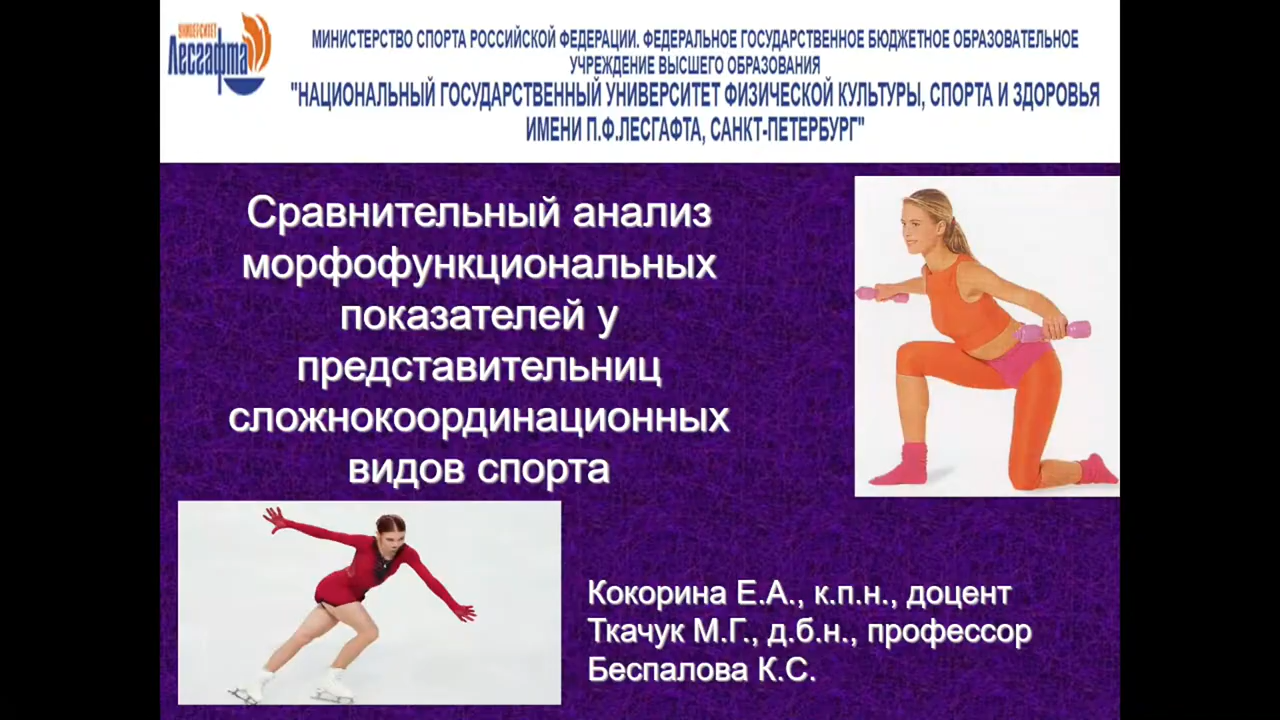 УНИВЕРСИТЕТ
Лесгафта
МИНИСТЕРСТВО СПОРТА РОССИЙСКОЙ ФЕДЕРАЦИИ. ФЕДЕРАЛЬНОЕ ГОСУДАРСТВЕННОЕ БЮДЖЕТНОЕ ОБРАЗОВАТЕЛЬНОЕ
УЧРЕЖДЕНИЕ ВЫСШЕГО ОБРАЗОВАНИЯ
"НАЦИОНАЛЬНЫЙ ГОСУДАРСТВЕННЫЙ УНИВЕРСИТЕТ ФИЗИЧЕСКОЙ КУЛЬТУРЫ, СПОРТА И ЗДОРОВЬЯ
ИМЕНИ П.Ф.ЛЕСГАФТА, САНКТ-ПЕТЕРБУРГ"
Сравнительный анализ
морфофункциональных
показателей у
представительниц
сложнокоординационных
видов спорта
Кокорина Е.А., к.п.н., доцент
Ткачук М.Г., д.б.н., профессор
Беспалова К.С.